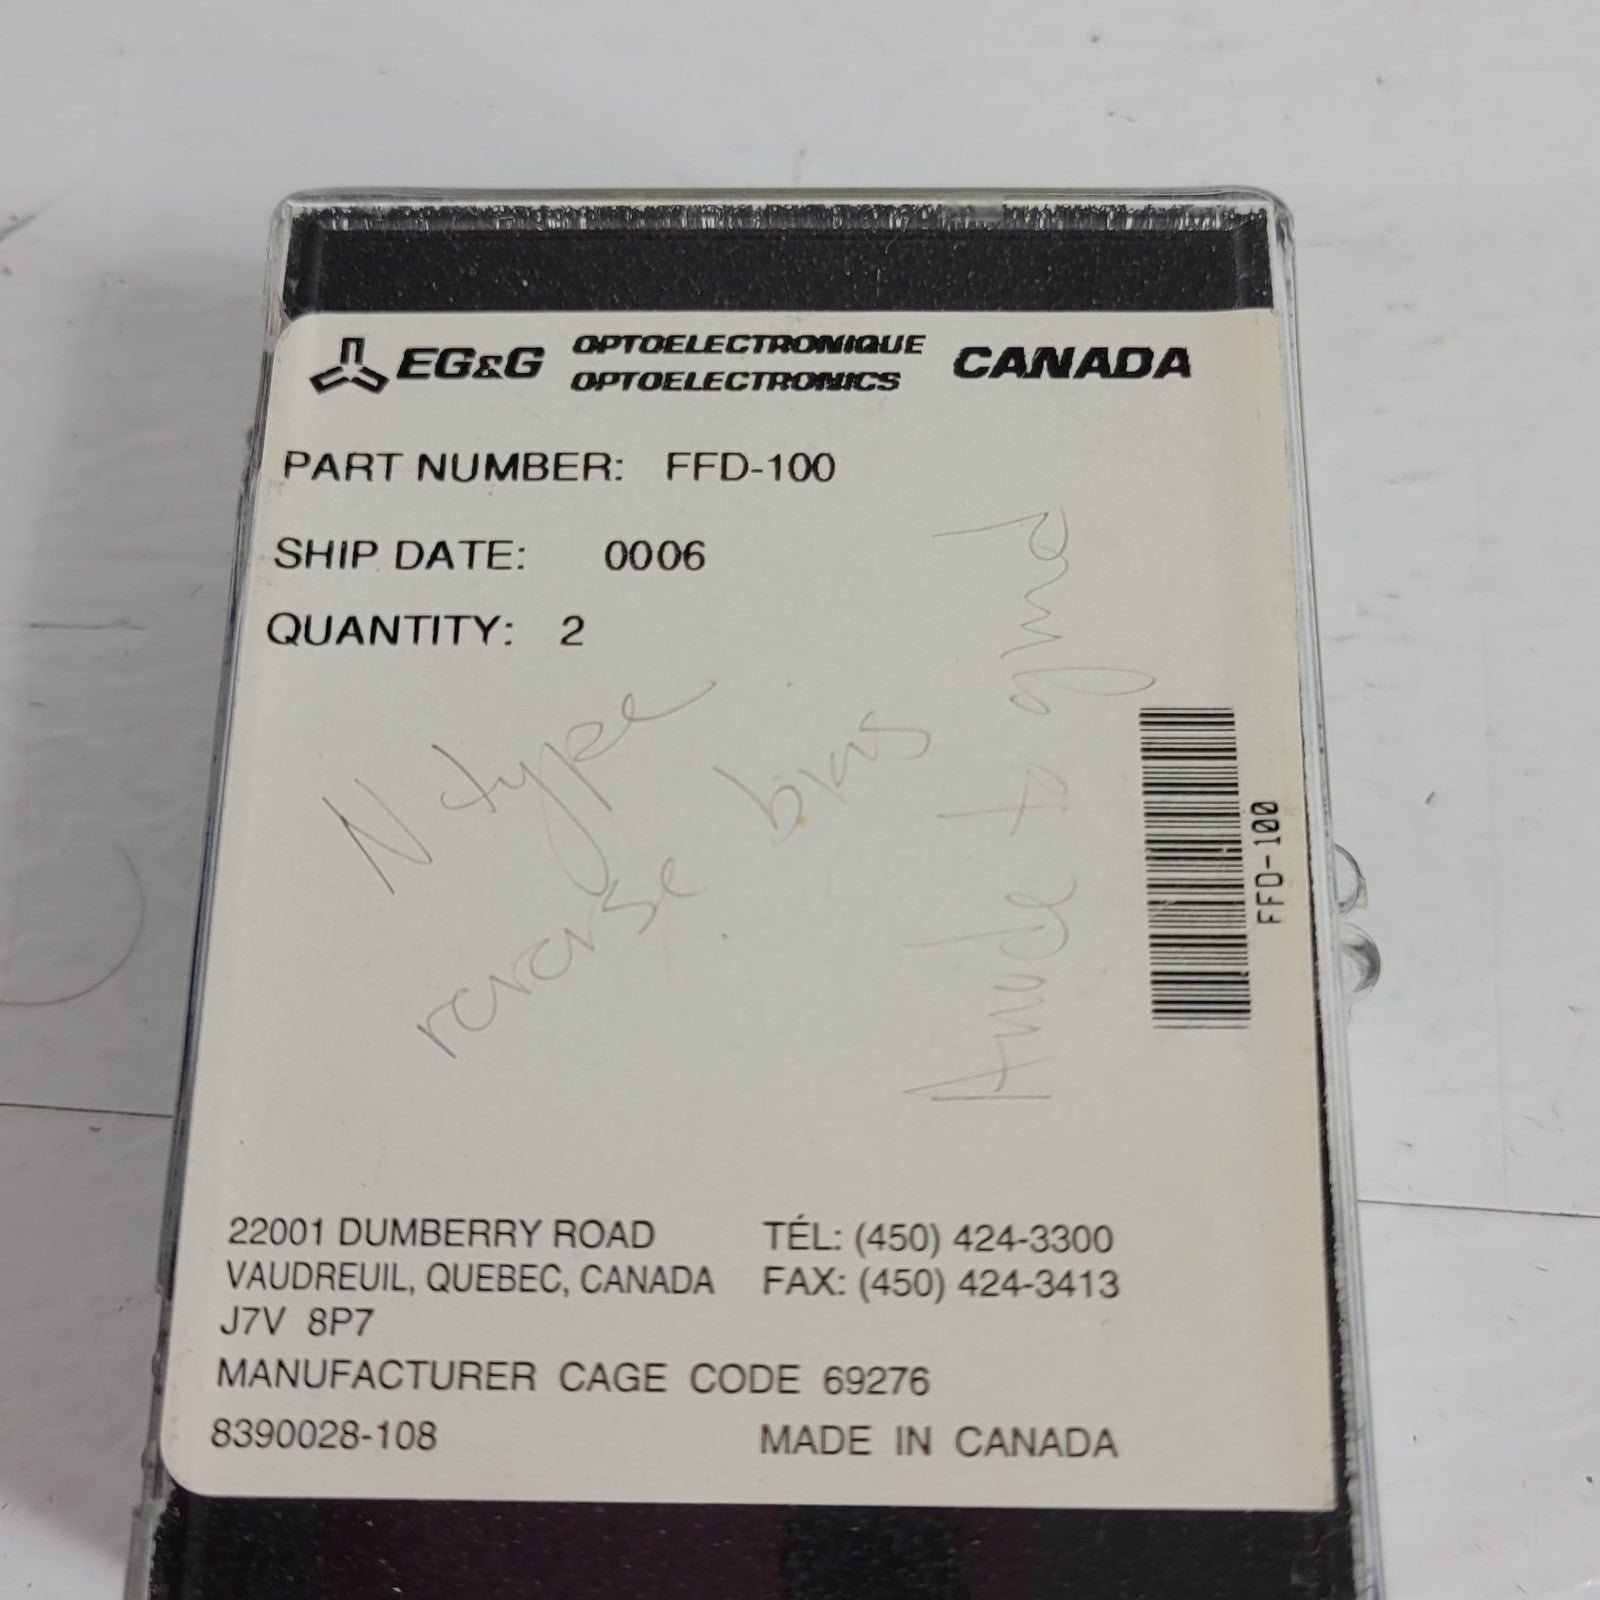 EG&G OPTOELECTRONIQUE OPTOELECTRONICS CANADA
PART NUMBER: FFD-100
SHIP DATE: 0006
QUANTITY: 2
N type
reverse bias
Anode to gnd
FFD-100
22001 DUMBERRY ROAD
VAUDREUIL, QUEBEC, CANADA
J7V 8P7
TÉL: (450) 424-3300
FAX: (450) 424-3413
MANUFACTURER CAGE CODE 69276
8390028-108
MADE IN CANADA